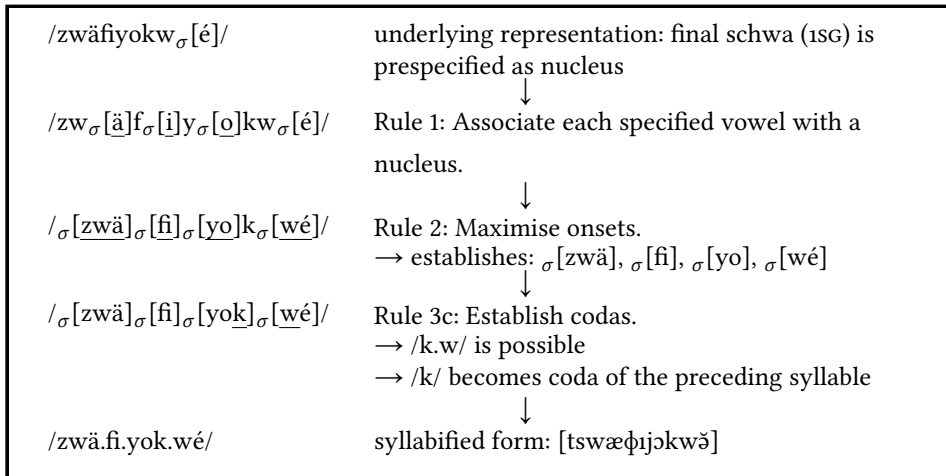 /zwäfiyokwσ[é]/ underlying representation: final schwa (1SG) is
prespecified as nucleus
↓
/zwσ[ä]fσ[i]yσ[o]kwσ[é]/ Rule 1: Associate each specified vowel with a
nucleus.
↓
/σ[zwä]σ[fi]σ[yo]kσ[wé]/ Rule 2: Maximise onsets.
→ establishes: σ[zwä], σ[fi], σ[yo], σ[wé]
↓
/σ[zwä]σ[fi]σ[yok]σ[wé]/ Rule 3c: Establish codas.
→ /k.w/ is possible
→ /k/ becomes coda of the preceding syllable
↓
/zwä.fi.yok.wé/ syllabified form: [tswæɸıjɔkwə̌]